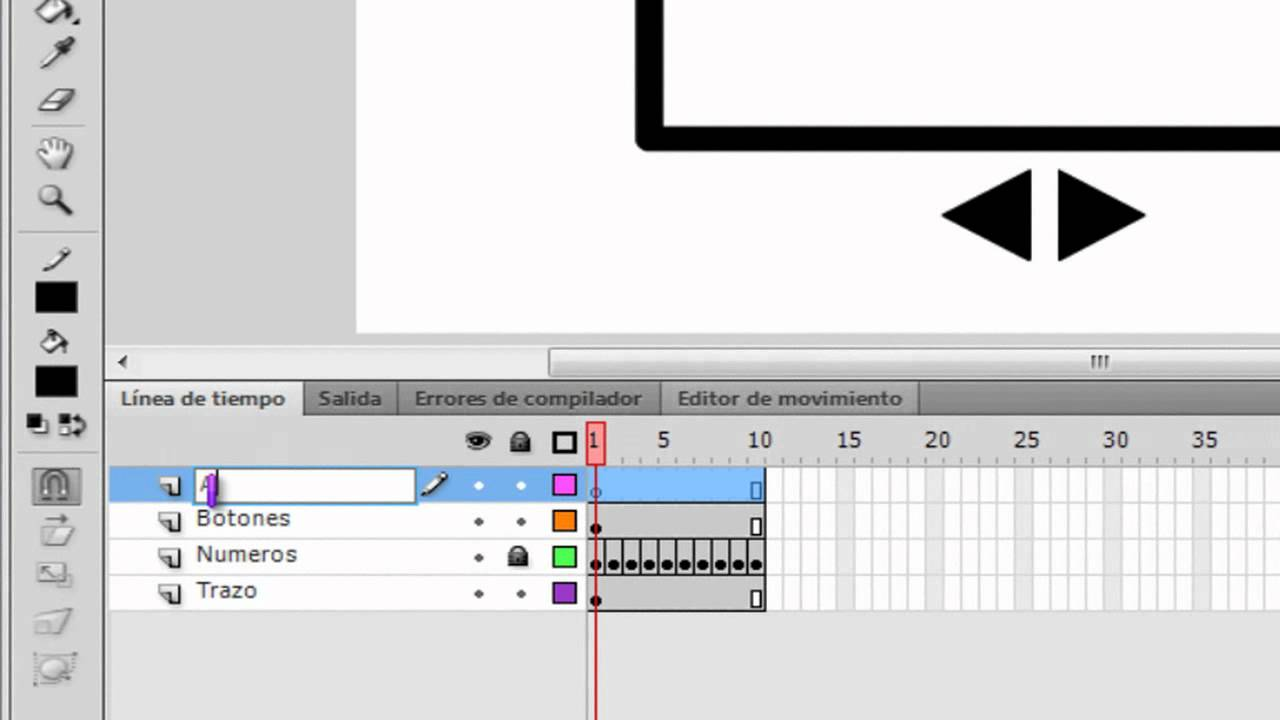 Línea de tiempo Salida Errores de compilador Editor de movimiento
1 5 10 15 20 25 30 35
A
Botones
Numeros
Trazo